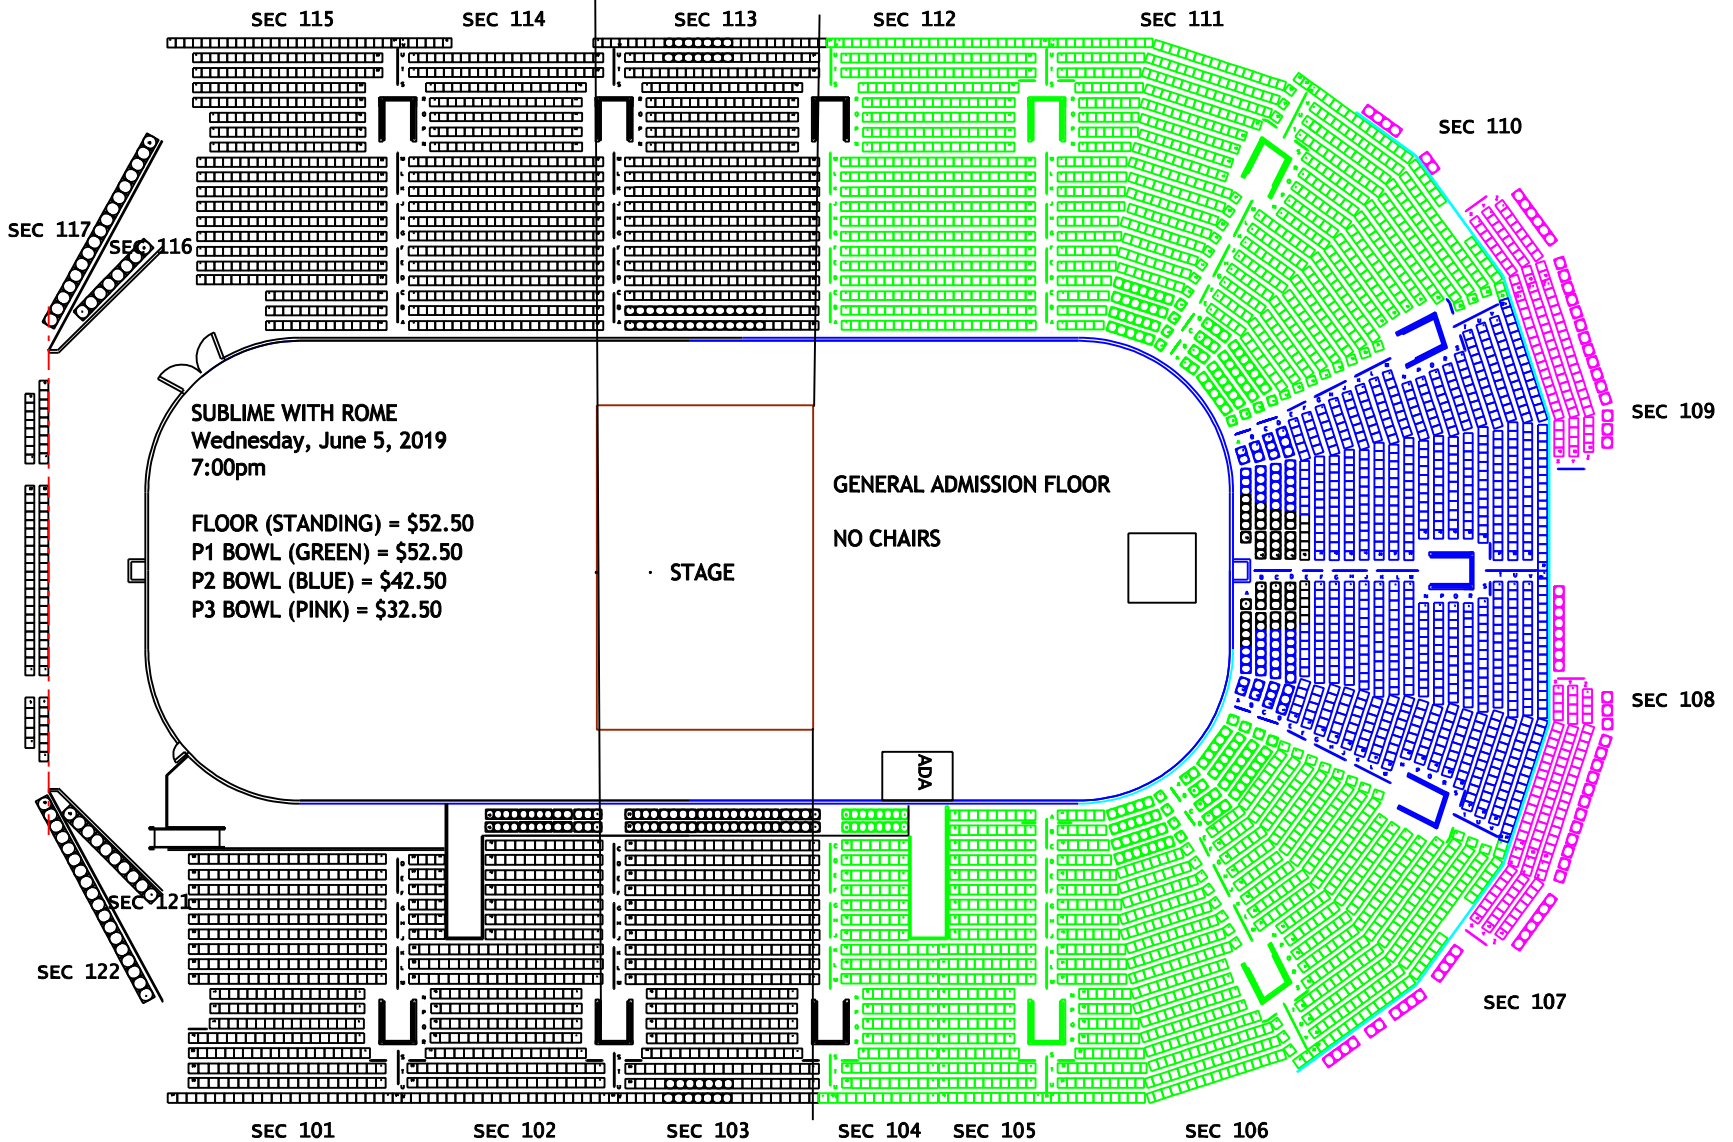 SEC 115
SEC 114
SEC 113
SEC 112
SEC 111
SEC 110
SEC 117
SEC 116
SEC 109
SUBLIME WITH ROME
Wednesday, June 5, 2019
7:00pm
FLOOR (STANDING) = $52.50
P1 BOWL (GREEN) = $52.50
P2 BOWL (BLUE) = $42.50
P3 BOWL (PINK) = $32.50
STAGE
GENERAL ADMISSION FLOOR
NO CHAIRS
ADA
SEC 108
SEC 121
SEC 122
SEC 107
SEC 101
SEC 102
SEC 103
SEC 104
SEC 105
SEC 106